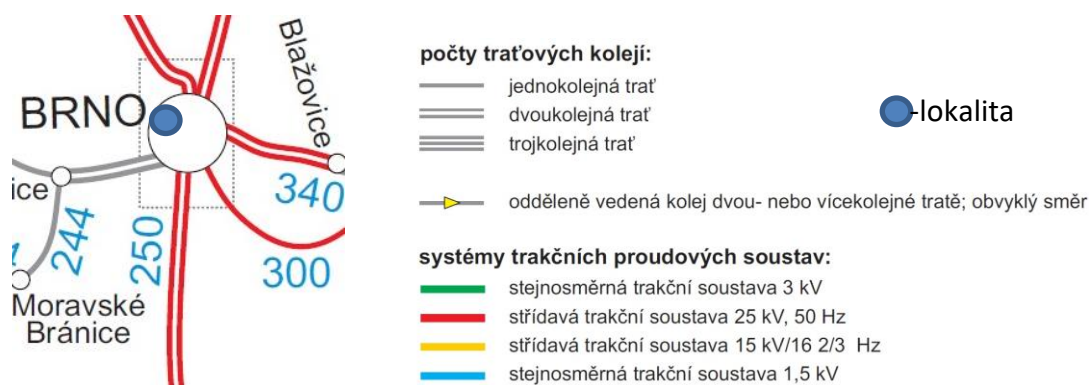 BRNO
Blažovice
340
ice
244
250
300
Moravské
Bránice
počty traťových kolejí:
jednokolejná trať
dvoukolejná trať
trojkolejná trať
odděleně vedená kolej dvou- nebo vícekolejné tratě; obvyklý směr
systémy trakčních proudových soustav:
stejnosměrná trakční soustava 3 kV
střídavá trakční soustava 25 kV, 50 Hz
střídavá trakční soustava 15 kV/16 2/3 Hz
stejnosměrná trakční soustava 1,5 kV
-lokalita